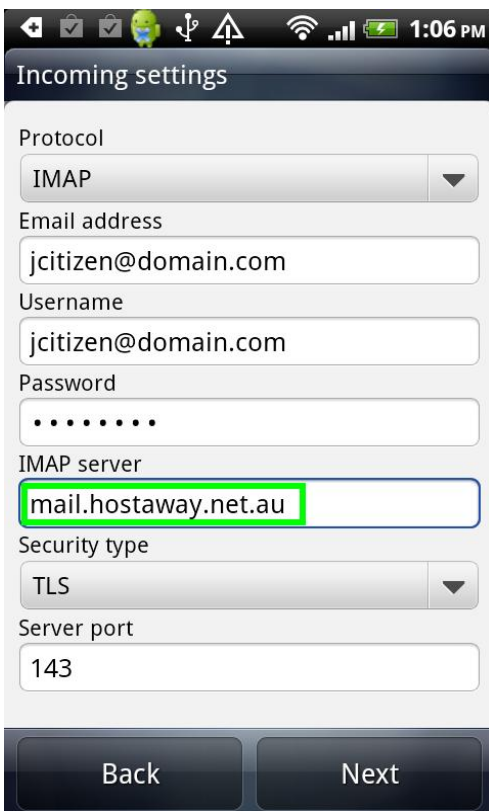 1:06 PM
Incoming settings
Protocol
IMAP
Email address
jcitizen@domain.com
Username
jcitizen@domain.com
Password
••••••••
IMAP server
mail.hostaway.net.au
Security type
TLS
Server port
143
Back Next